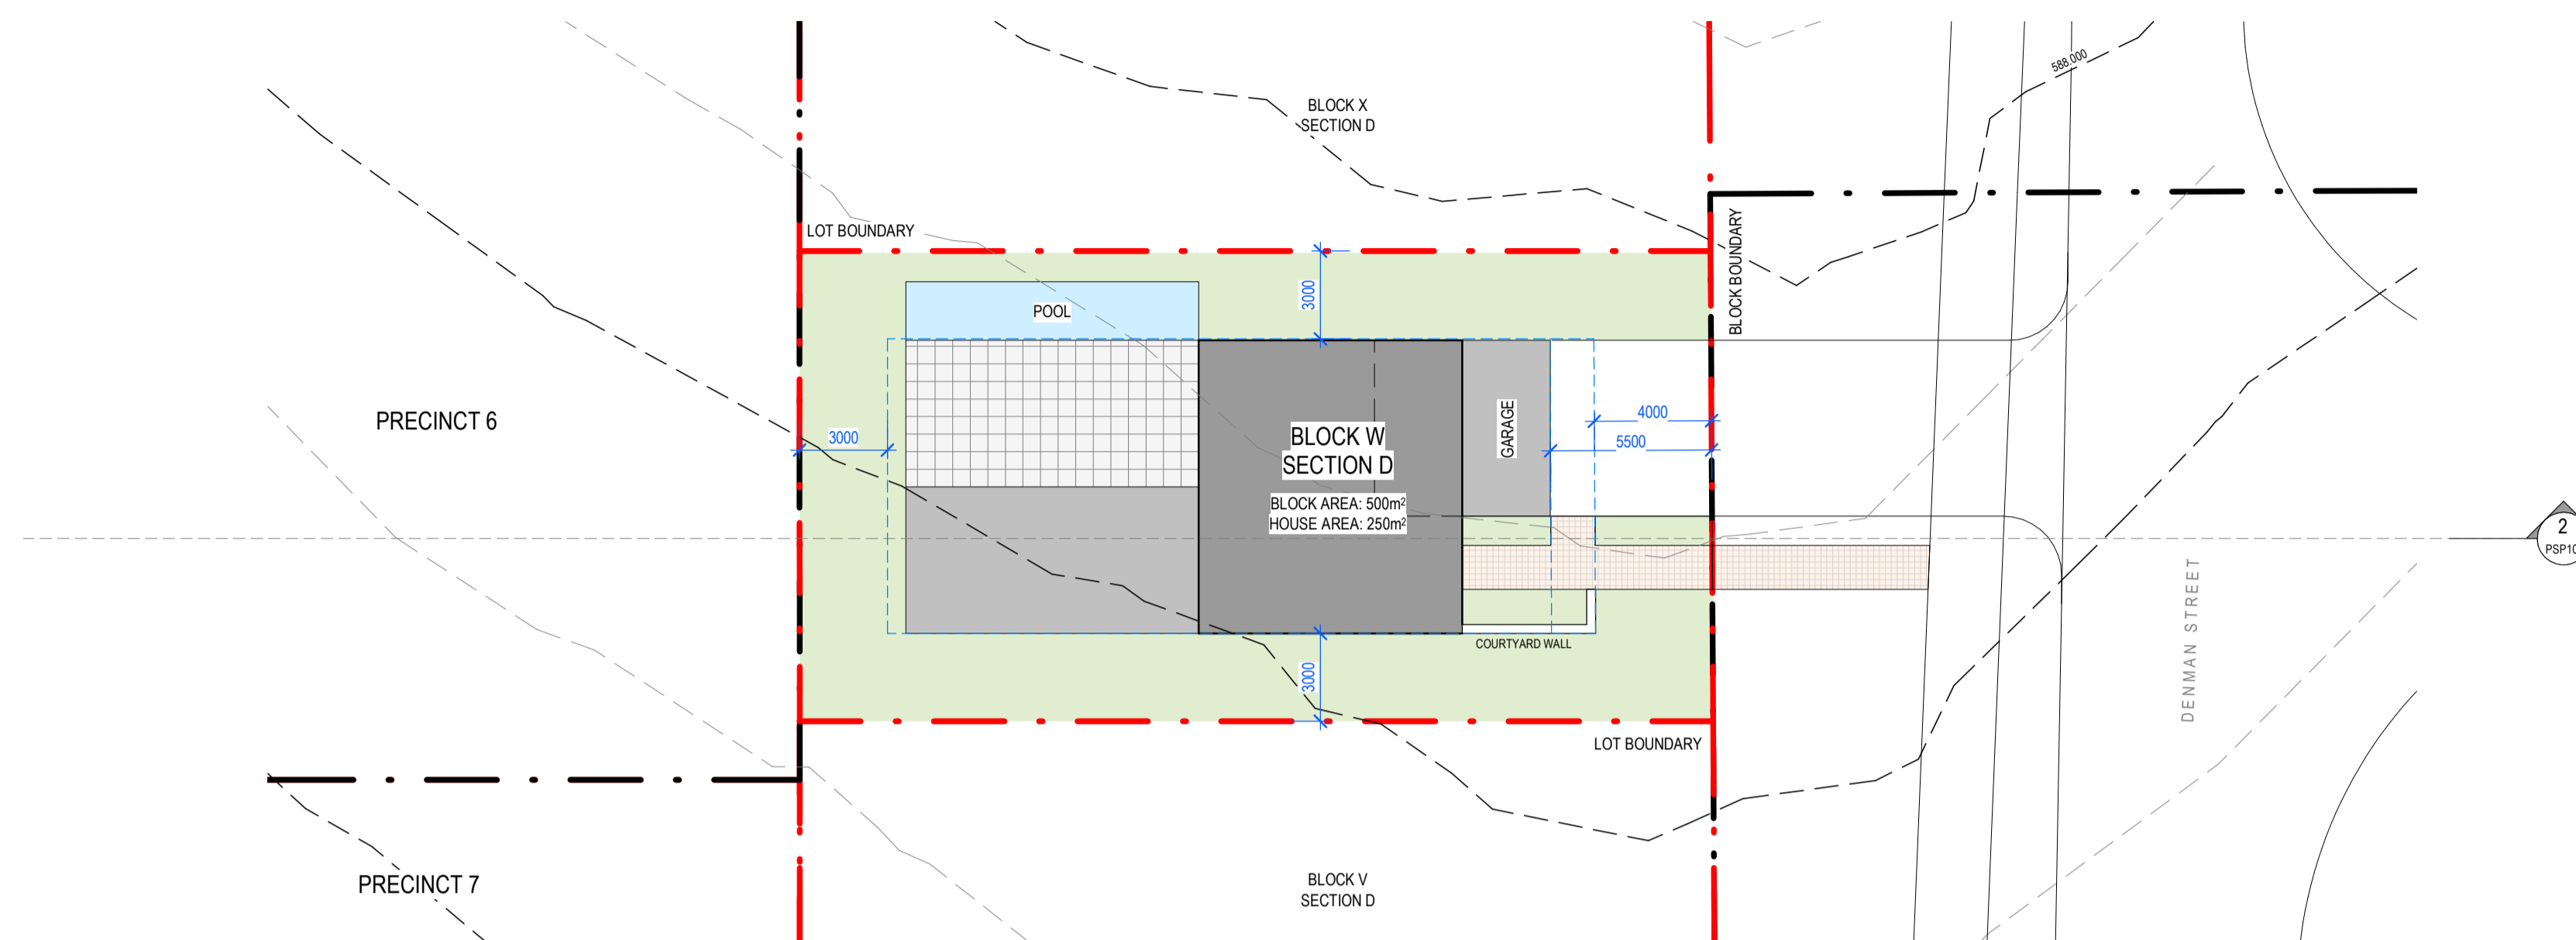 588.000
BLOCK X
SECTION D
LOT BOUNDARY
BLOCK BOUNDARY
3000
POOL
PRECINCT 6
3000
BLOCK W
SECTION D
GARAGE
4000
5500
BLOCK AREA: 500m²
HOUSE AREA: 250m²
2
PSP10
COURTYARD WALL
3000
DENMAN STREET
LOT BOUNDARY
PRECINCT 7
BLOCK V
SECTION D